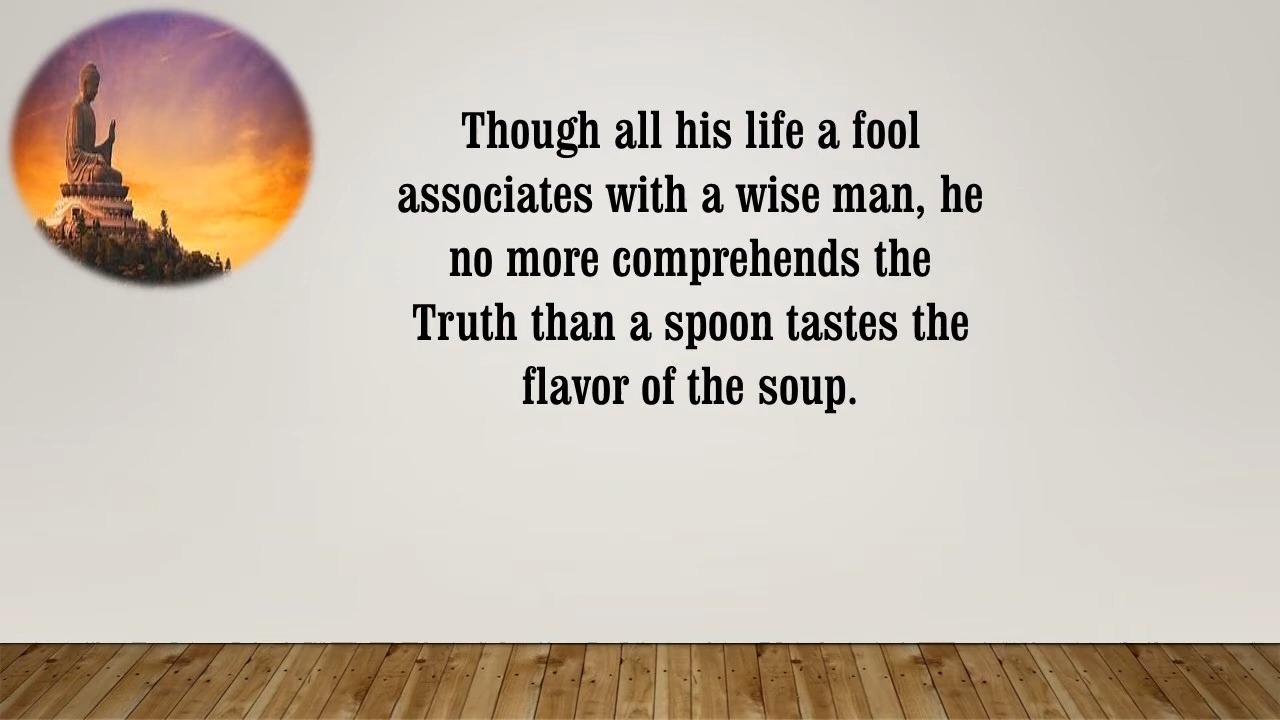 Though all his life a fool
associates with a wise man, he
no more comprehends the
Truth than a spoon tastes the
flavor of the soup.